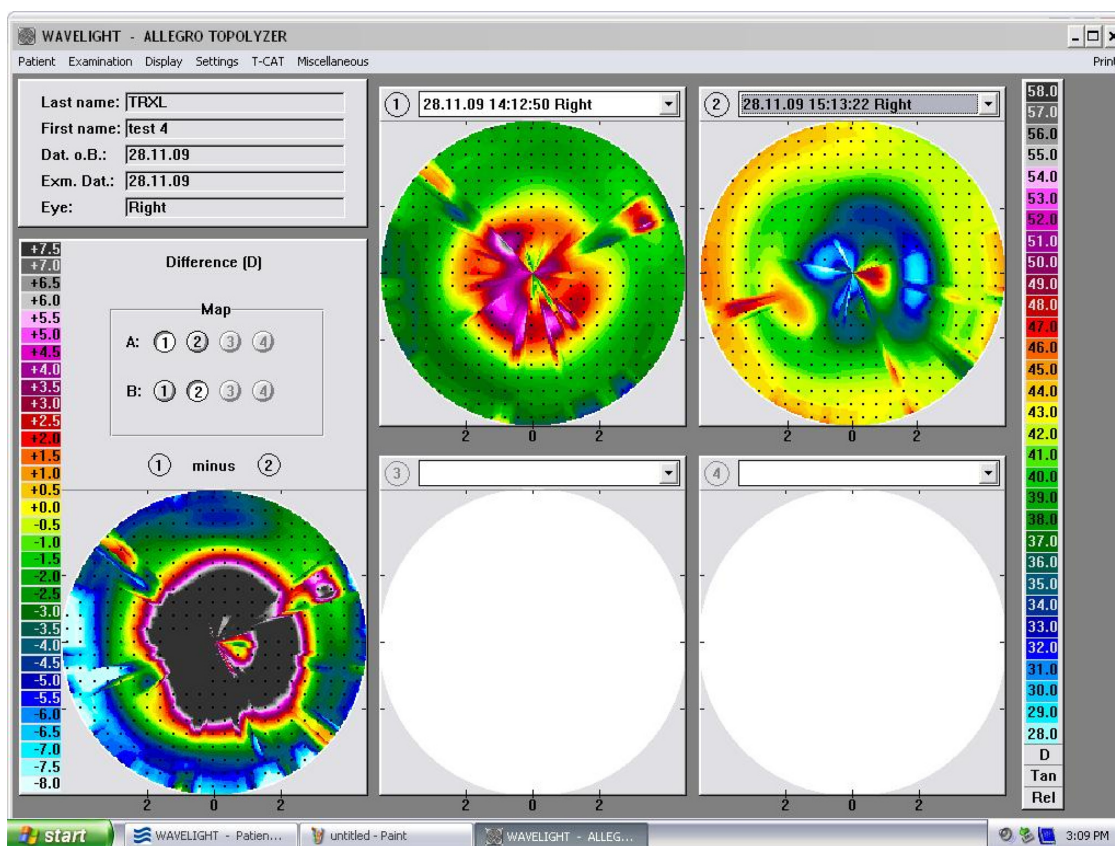 WAVELIGHT - ALLEGRO TOPOLYZER
Patient Examination Display Settings T-CAT Miscellaneous Print
Last name: TRXL
First name: test 4
Dat. o.B.: 28.11.09
Exm. Dat.: 28.11.09
Eye: Right
1 28.11.09 14:12:50 Right
2 28.11.09 15:13:22 Right
2 0 2
2 0 2
Difference (D)
Map
A: 1 2 3 4
B: 1 2 3 4
1 minus 2
+7.5
+7.0
+6.5
+6.0
+5.5
+5.0
+4.5
+4.0
+3.5
+3.0
+2.5
+2.0
+1.5
+1.0
+0.5
+0.0
-0.5
-1.0
-1.5
-2.0
-2.5
-3.0
-3.5
-4.0
-4.5
-5.0
-5.5
-6.0
-6.5
-7.0
-7.5
-8.0
2 0 2
3
4
2 0 2
2 0 2
58.0
57.0
56.0
55.0
54.0
53.0
52.0
51.0
50.0
49.0
48.0
47.0
46.0
45.0
44.0
43.0
42.0
41.0
40.0
39.0
38.0
37.0
36.0
35.0
34.0
33.0
32.0
31.0
30.0
29.0
28.0
D
Tan
Rel
start WAVELIGHT - Patien... untitled - Paint WAVELIGHT - ALLEG... 3:09 PM